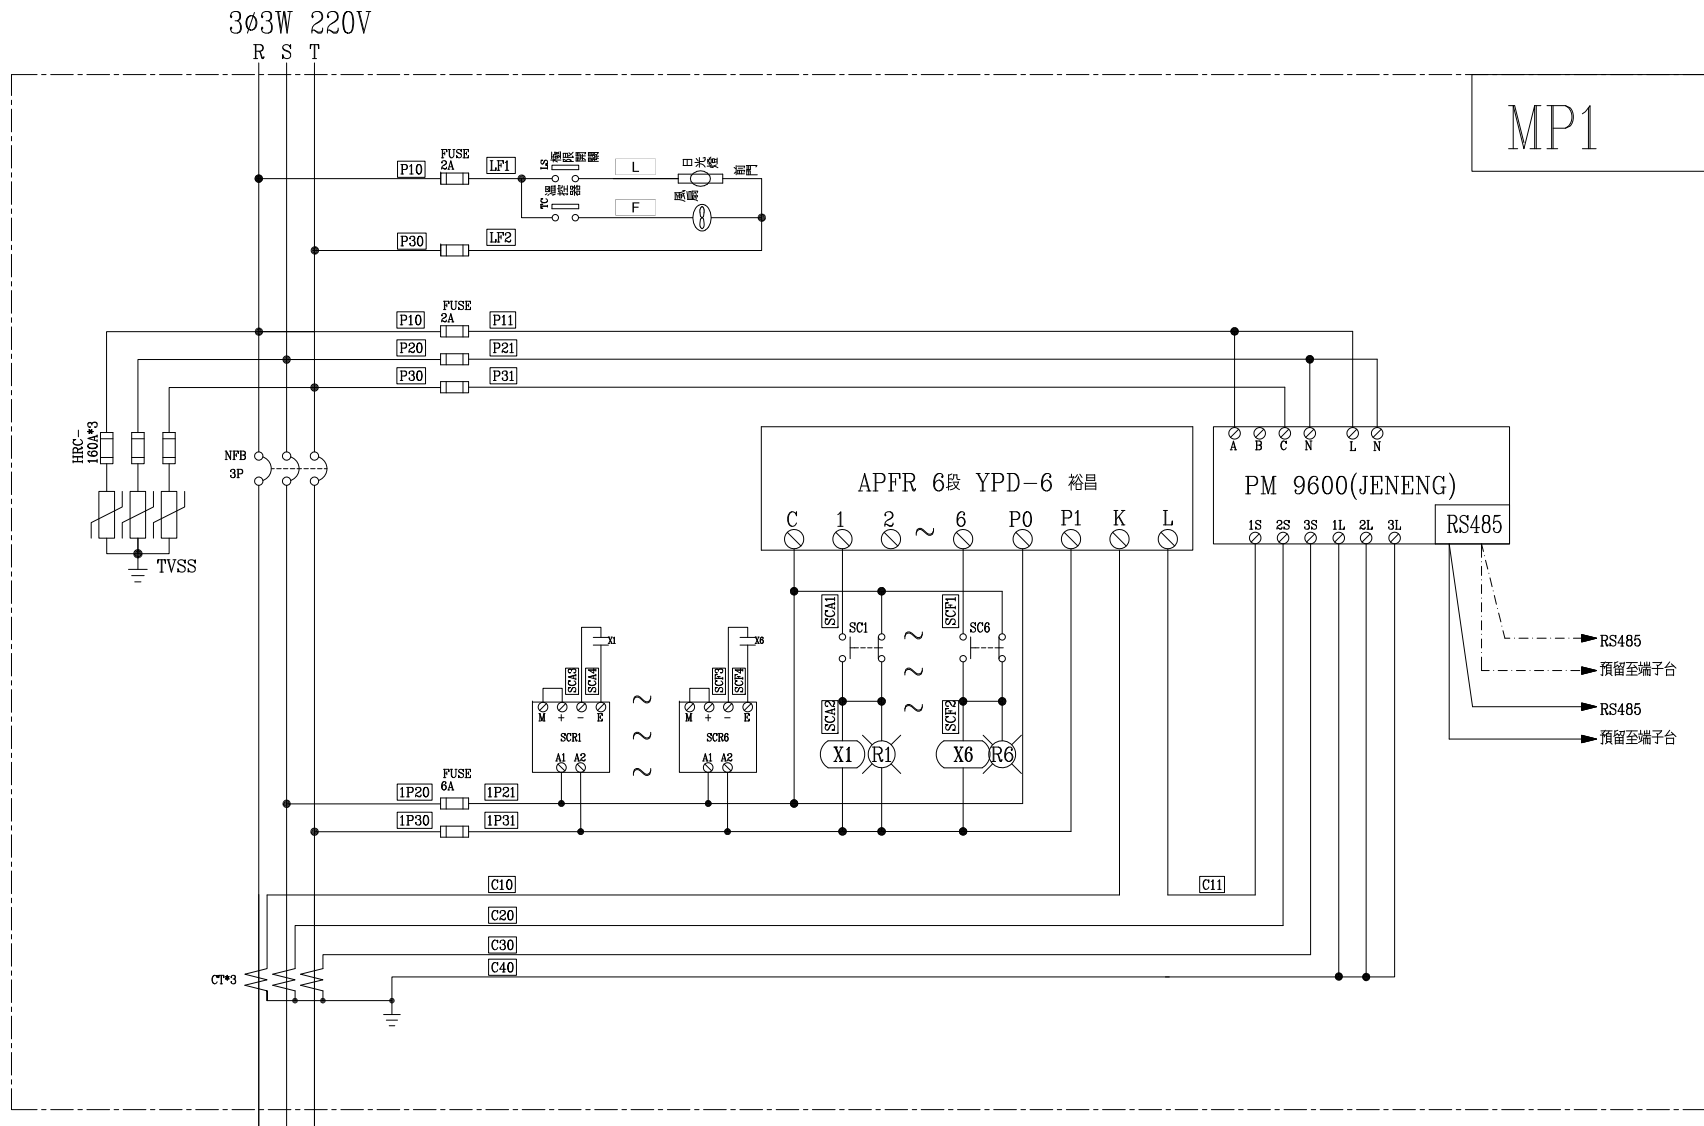 3ø3W 220V
R S T
MP1
P10
FUSE
2A
LF1
LS
極限開關
L
日光燈
前門
TC
溫控器
F
風扇
P30
LF2
FUSE
2A
P10
P11
P20
P21
P30
P31
HRC-
160A*3
NFB
3P
TVSS
APFR 6段 YPD-6 裕昌
C 1 2 ~ 6 P0 P1 K L
A B C N L N
PM 9600(JENENG)
1S 2S 3S 1L 2L 3L
RS485
SCA1
SC1
~
SCF1
SC6
~
SCA2
~
SCF2
X1
R1
X6
R6
RS485
預留至端子台
RS485
預留至端子台
X1
SCA3
SCA4
M + - E
SCR1
A1 A2
~
~
~
X6
SCF3
SCF4
M + - E
SCR6
A1 A2
FUSE
6A
1P20
1P21
1P30
1P31
C10
C11
C20
C30
C40
CT*3